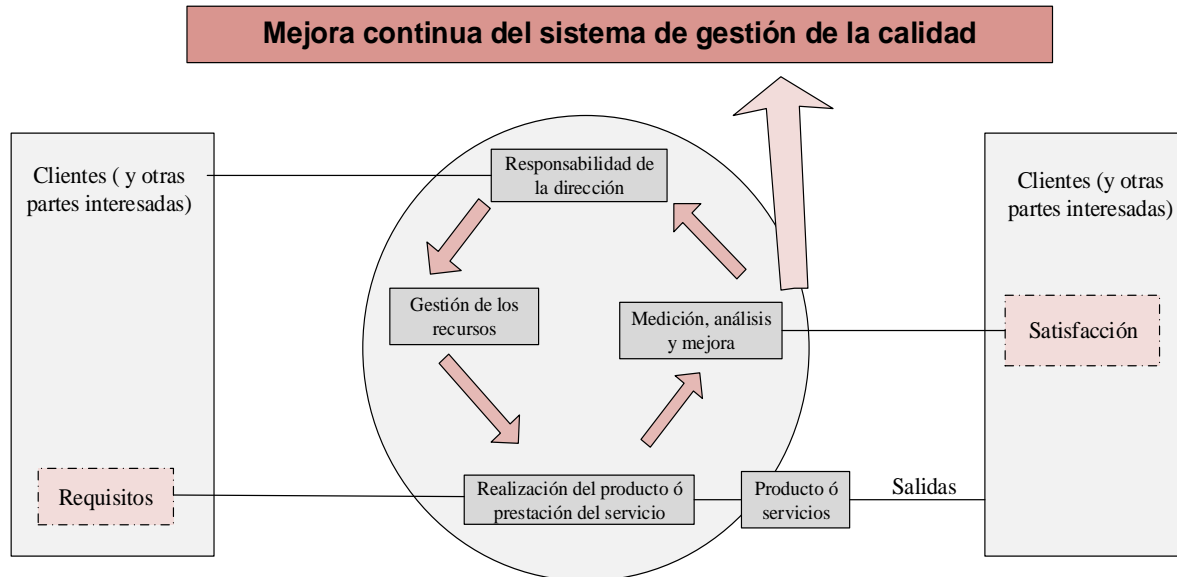 Mejora continua del sistema de gestión de la calidad
Clientes ( y otras
partes interesadas)
Responsabilidad de
la dirección
Clientes (y otras
partes interesadas)
Gestión de los
recursos
Medición, análisis
y mejora
Satisfacción
Requisitos
Realización del producto ó
prestación del servicio
Producto ó
servicios
Salidas